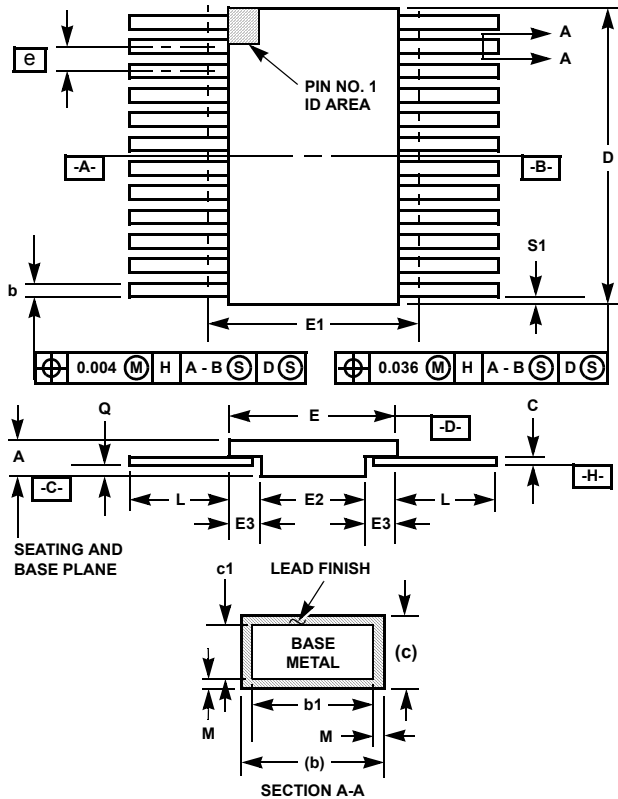 A
e
A
PIN NO. 1
ID AREA
D
-A-
-B-
S1
b
E1
0.004 M H A - B S D S
0.036 M H A - B S D S
Q
E
C
-D-
A
-C-
-H-
L
E2
L
E3
E3
SEATING AND
BASE PLANE
c1
LEAD FINISH
BASE
METAL
(c)
b1
M
M
(b)
SECTION A-A